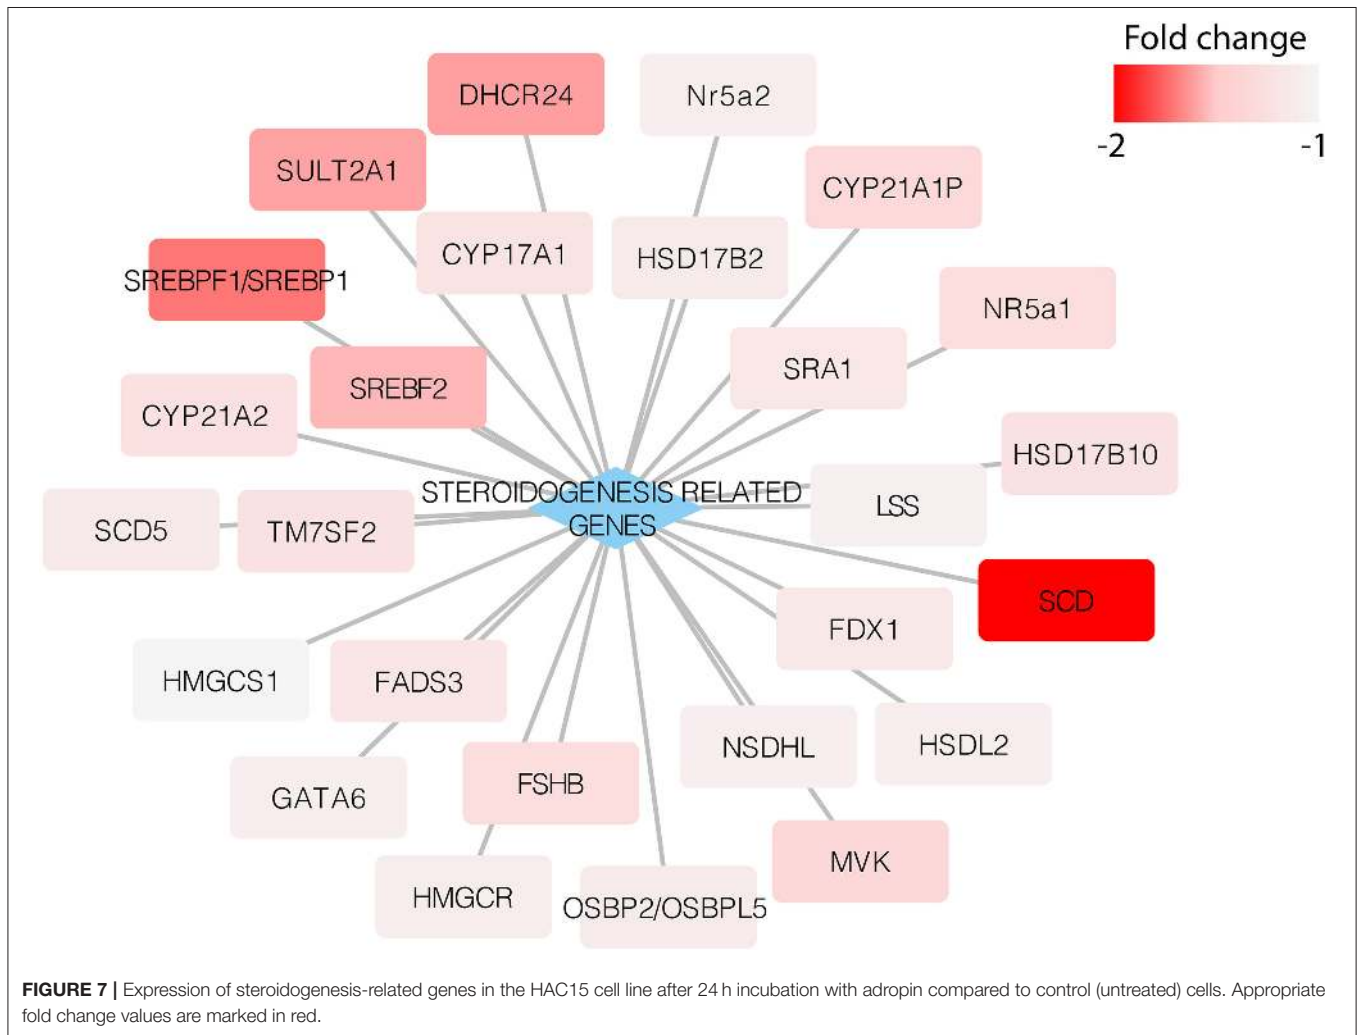 Fold change
-2
-1
DHCR24
Nr5a2
SULT2A1
CYP21A1P
CYP17A1
HSD17B2
SREBPF1/SREBP1
NR5a1
SRA1
SREBF2
CYP21A2
HSD17B10
STEROIDOGENESIS RELATED
GENES
LSS
SCD5
TM7SF2
SCD
FDX1
HMGCS1
FADS3
NSDHL
HSDL2
FSHB
GATA6
MVK
HMGCR
OSBP2/OSBPL5
FIGURE 7 | Expression of steroidogenesis-related genes in the HAC15 cell line after 24 h incubation with adropin compared to control (untreated) cells. Appropriate
fold change values are marked in red.